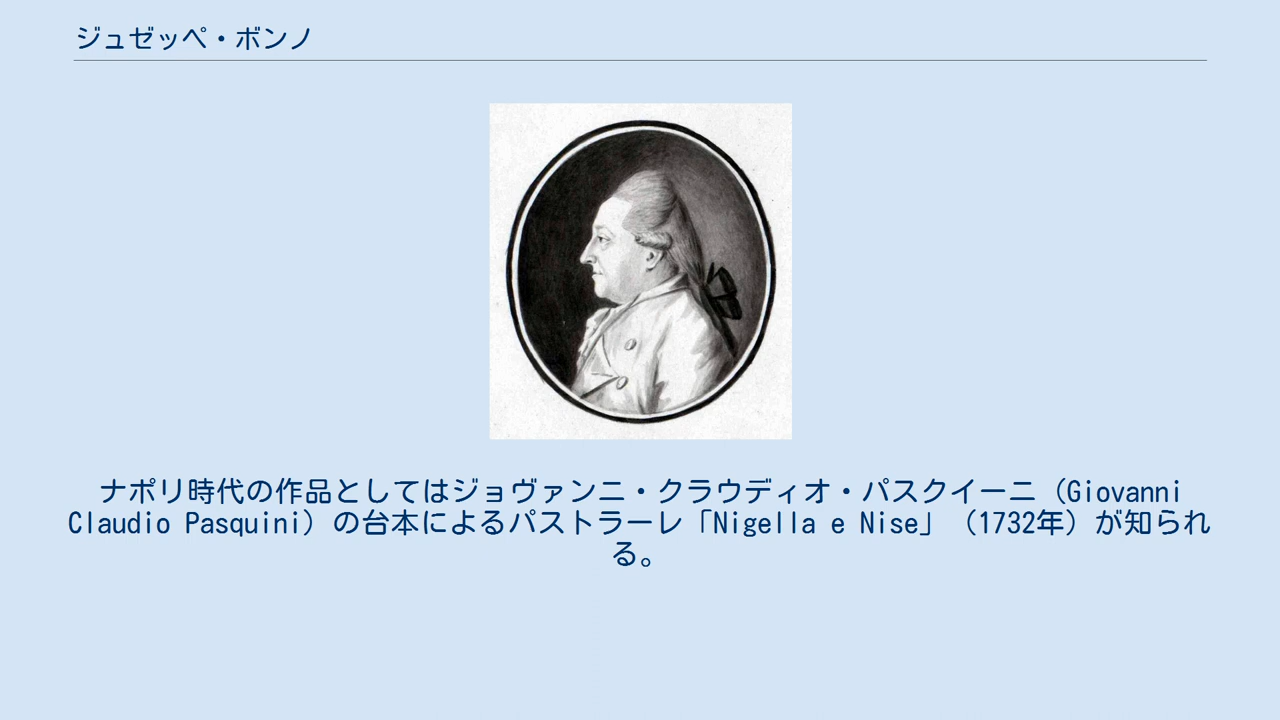 ジュゼッペ・ボンノ
ナポリ時代の作品としてはジョヴァンニ・クラウディオ・パスクイーニ（Giovanni
Claudio Pasquini）の台本によるパストラーレ「Nigella e Nise」（1732年）が知られ
る。